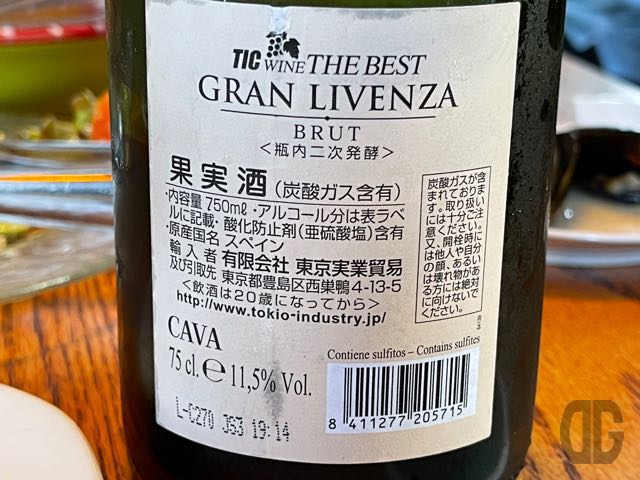 TIC WINE THE BEST
GRAN LIVENZA
BRUT
＜瓶内二次発酵＞
果実酒(炭酸ガス含有)
・内容量 750mℓ ・アルコール分は表ラベ
ルに記載・酸化防止剤(亜硫酸塩)含有
・原産国名 スペイン
輸入者 有限会社 東京実業貿易
及び引取先 東京都豊島区西巣鴨4-13-5
＜飲酒は20歳になってから＞
http://www.tokio-industry.jp/
炭酸ガスが含
まれておりま
す。取り扱い
には十分ご注
意ください。
又、開栓時に
は他人や自分
の顔、あるい
は壊れ物があ
る方には絶対
に向けないで
ください。
CAVA
75 cl. e 11,5% Vol.
Contiene sulfitos - Contains sulfites
L-C270 JG3 19:14
8 411277 205715
DG